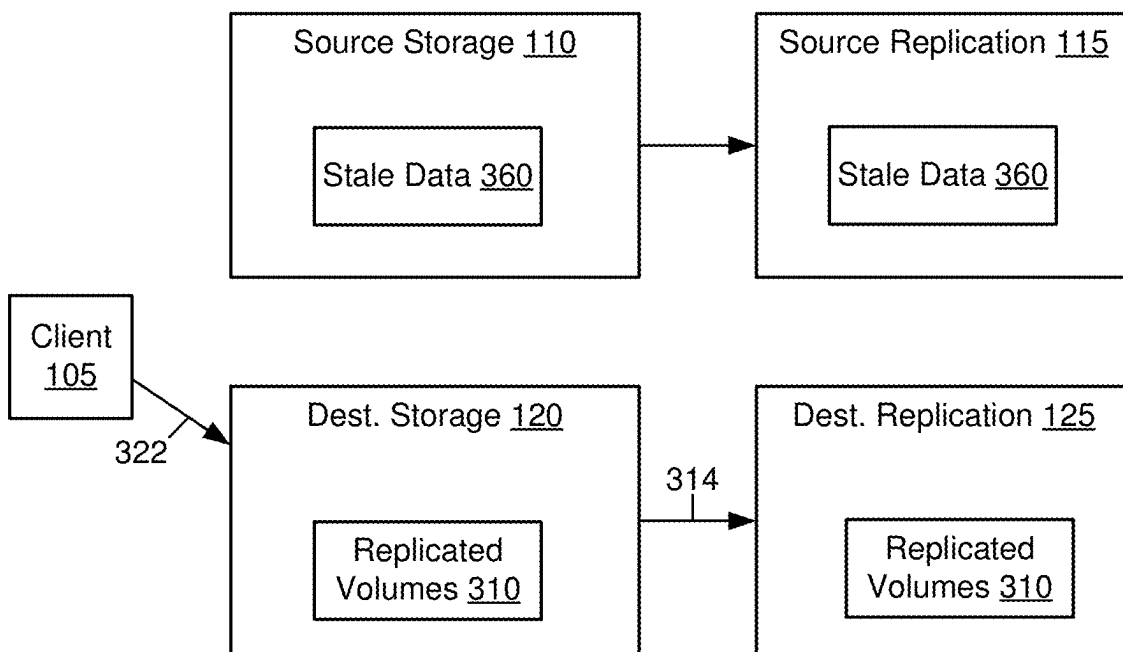 Source Storage 110
Stale Data 360
Source Replication 115
Stale Data 360
Client
105
322
Dest. Storage 120
Replicated
Volumes 310
314
Dest. Replication 125
Replicated
Volumes 310